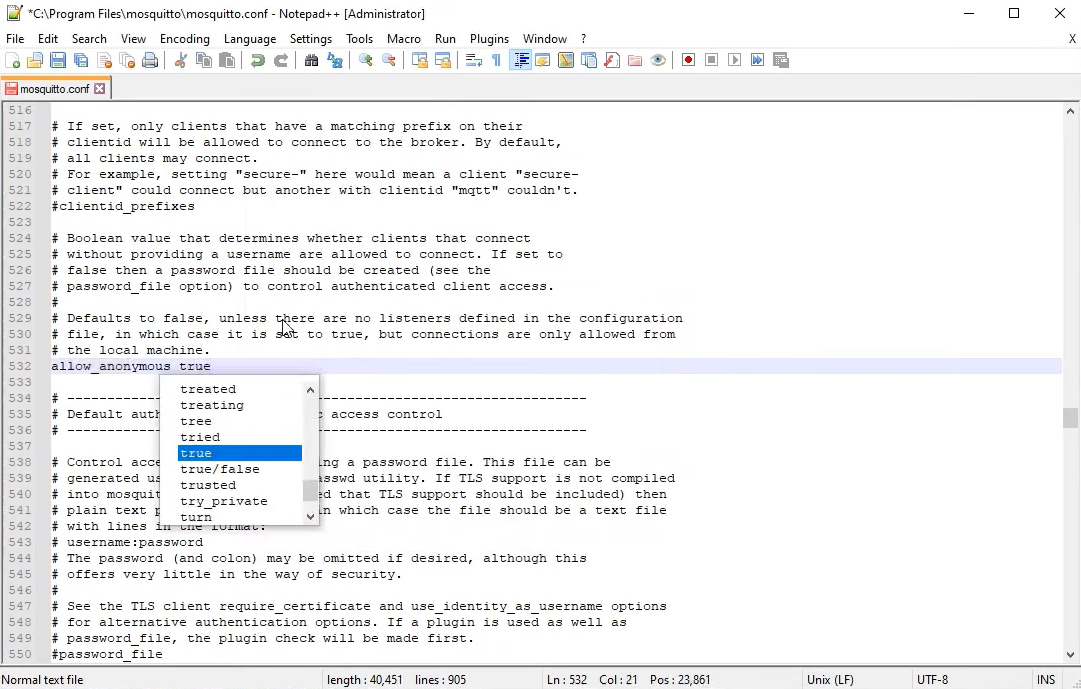 *C:\Program Files\mosquitto\mosquitto.conf - Notepad++ [Administrator]
File Edit Search View Encoding Language Settings Tools Macro Run Plugins Window ? X
mosquitto.conf
516
517 # If set, only clients that have a matching prefix on their
518 # clientid will be allowed to connect to the broker. By default,
519 # all clients may connect.
520 # For example, setting "secure-" here would mean a client "secure-
521 # client" could connect but another with clientid "mqtt" couldn't.
522 #clientid_prefixes
523
524 # Boolean value that determines whether clients that connect
525 # without providing a username are allowed to connect. If set to
526 # false then a password file should be created (see the
527 # password_file option) to control authenticated client access.
528 #
529 # Defaults to false, unless there are no listeners defined in the configuration
530 # file, in which case it is set to true, but connections are only allowed from
531 # the local machine.
532 allow_anonymous true
533
534 # -----------------------------------------------------------------
535 # Default auth access control
536 # -----------------------------------------------------------------
537
538 # Control acce ng a password file. This file can be
539 # generated us asswd utility. If TLS support is not compiled
540 # into mosquit d that TLS support should be included) then
541 # plain text p n which case the file should be a text file
542 # with lines in the format:
543 # username:password
544 # The password (and colon) may be omitted if desired, although this
545 # offers very little in the way of security.
546 #
547 # See the TLS client require_certificate and use_identity_as_username options
548 # for alternative authentication options. If a plugin is used as well as
549 # password_file, the plugin check will be made first.
550 #password_file
treated
treating
tree
tried
true
true/false
trusted
try_private
turn
Normal text file length : 40,451 lines : 905 Ln : 532 Col : 21 Pos : 23,861 Unix (LF) UTF-8 INS